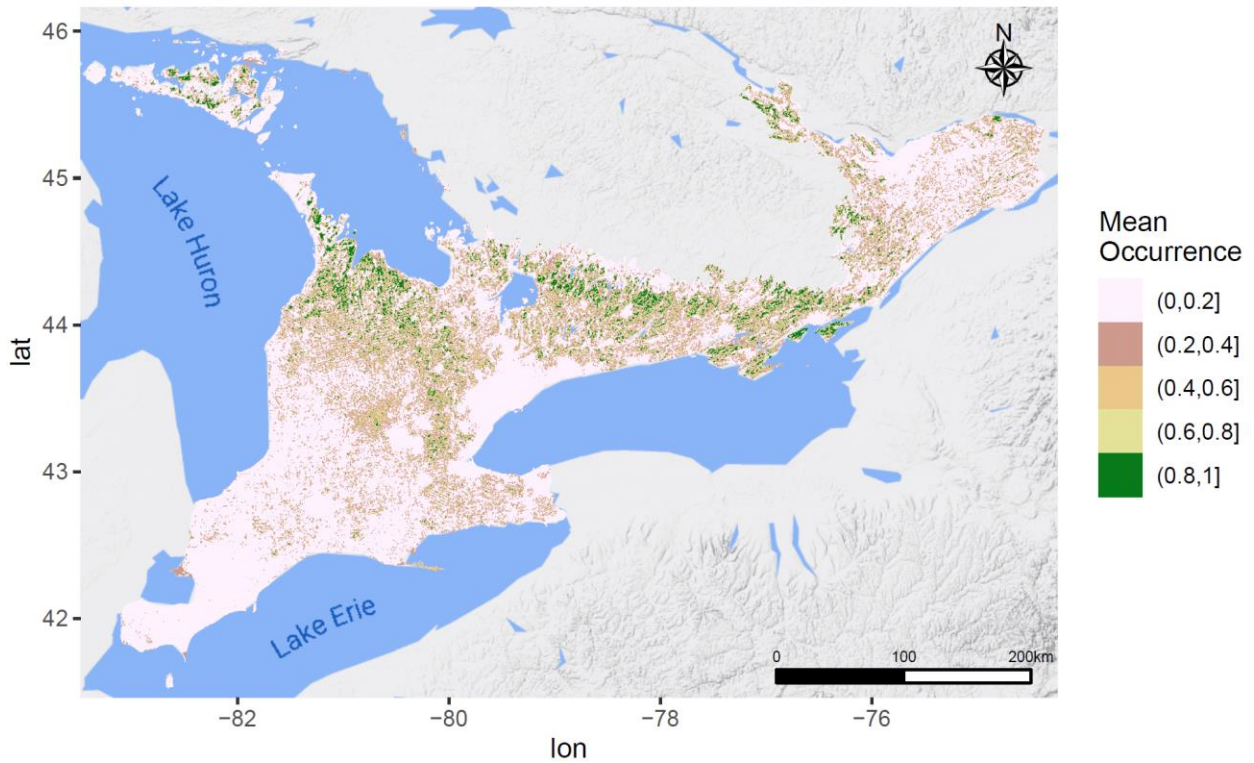 46
45
44
43
42
lat
−82
−80
−78
−76
lon
N
Lake Huron
Lake Erie
0
100
200km
Mean
Occurrence
(0,0.2]
(0.2,0.4]
(0.4,0.6]
(0.6,0.8]
(0.8,1]